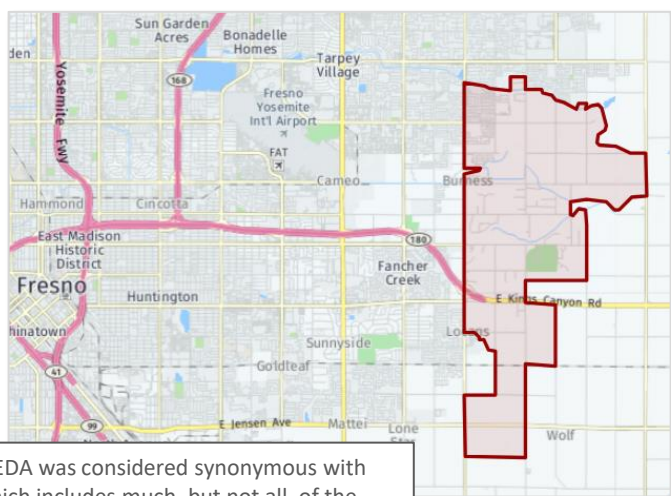 Sun Garden
Acres
Bonadelle
Homes
Tarpey
Village
168
Yosemite Fwy
Fresno
Yosemite
Int'l Airport
FAT
Cameo
Burness
Hammond
Cincotta
East Madison
Historic
District
180
Fancher
Creek
Fresno
Huntington
E Kings Canyon Rd
Sunnyside
Goldleaf
41
99
E Jensen Ave
Mattei
Lone
Wolf
EDA was considered synonymous with